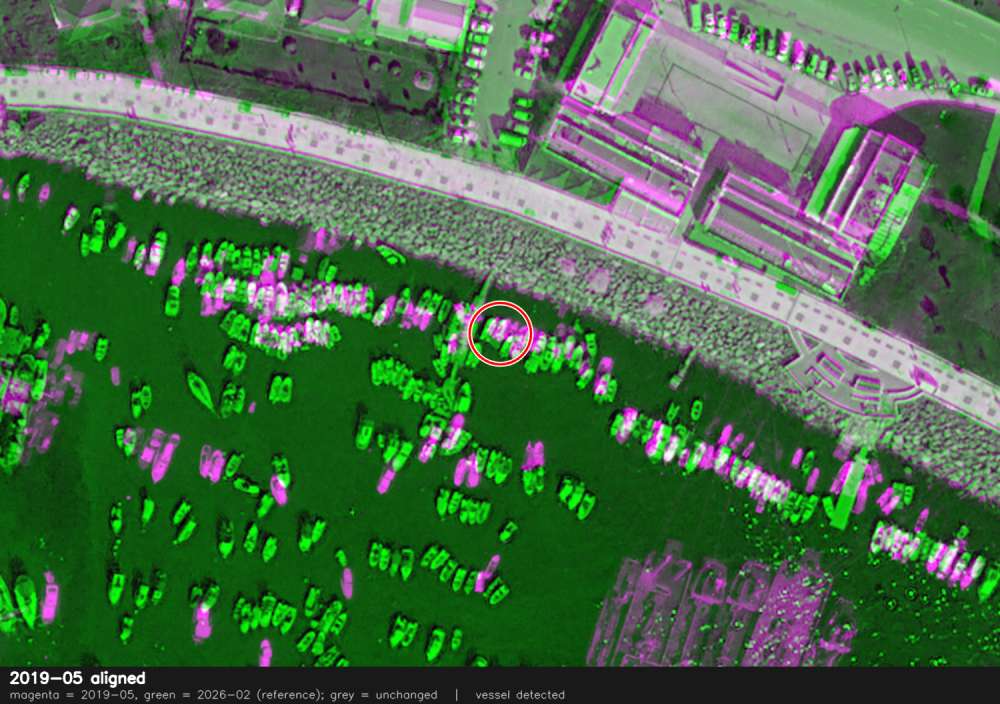 2019-05 aligned
magenta = 2019-05, green = 2026-02 (reference); grey = unchanged | vessel detected